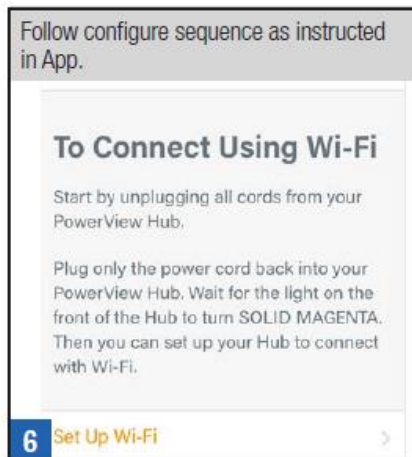 Follow configure sequence as instructed
in App.
To Connect Using Wi-Fi
Start by unplugging all cords from your
PowerView Hub.
Plug only the power cord back into your
PowerView Hub. Wait for the light on the
front of the Hub to turn SOLID MAGENTA.
Then you can set up your Hub to connect
with Wi-Fi.
6 Set Up Wi-Fi >